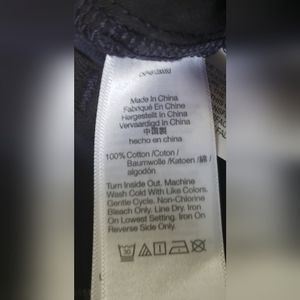 Made In China
Fabriqué En Chine
Hergestellt in China
Vervaardigd in China
中国製
hecho en china
100% Cotton /Coton /
Baumwolle /Katoen /綿 /
algodón
Turn Inside Out. Machine
Wash Cold With Like Colors.
Gentle Cycle. Non-Chlorine
Bleach Only. Line Dry. Iron
On Lowest Setting. Iron On
Reverse Side Only.